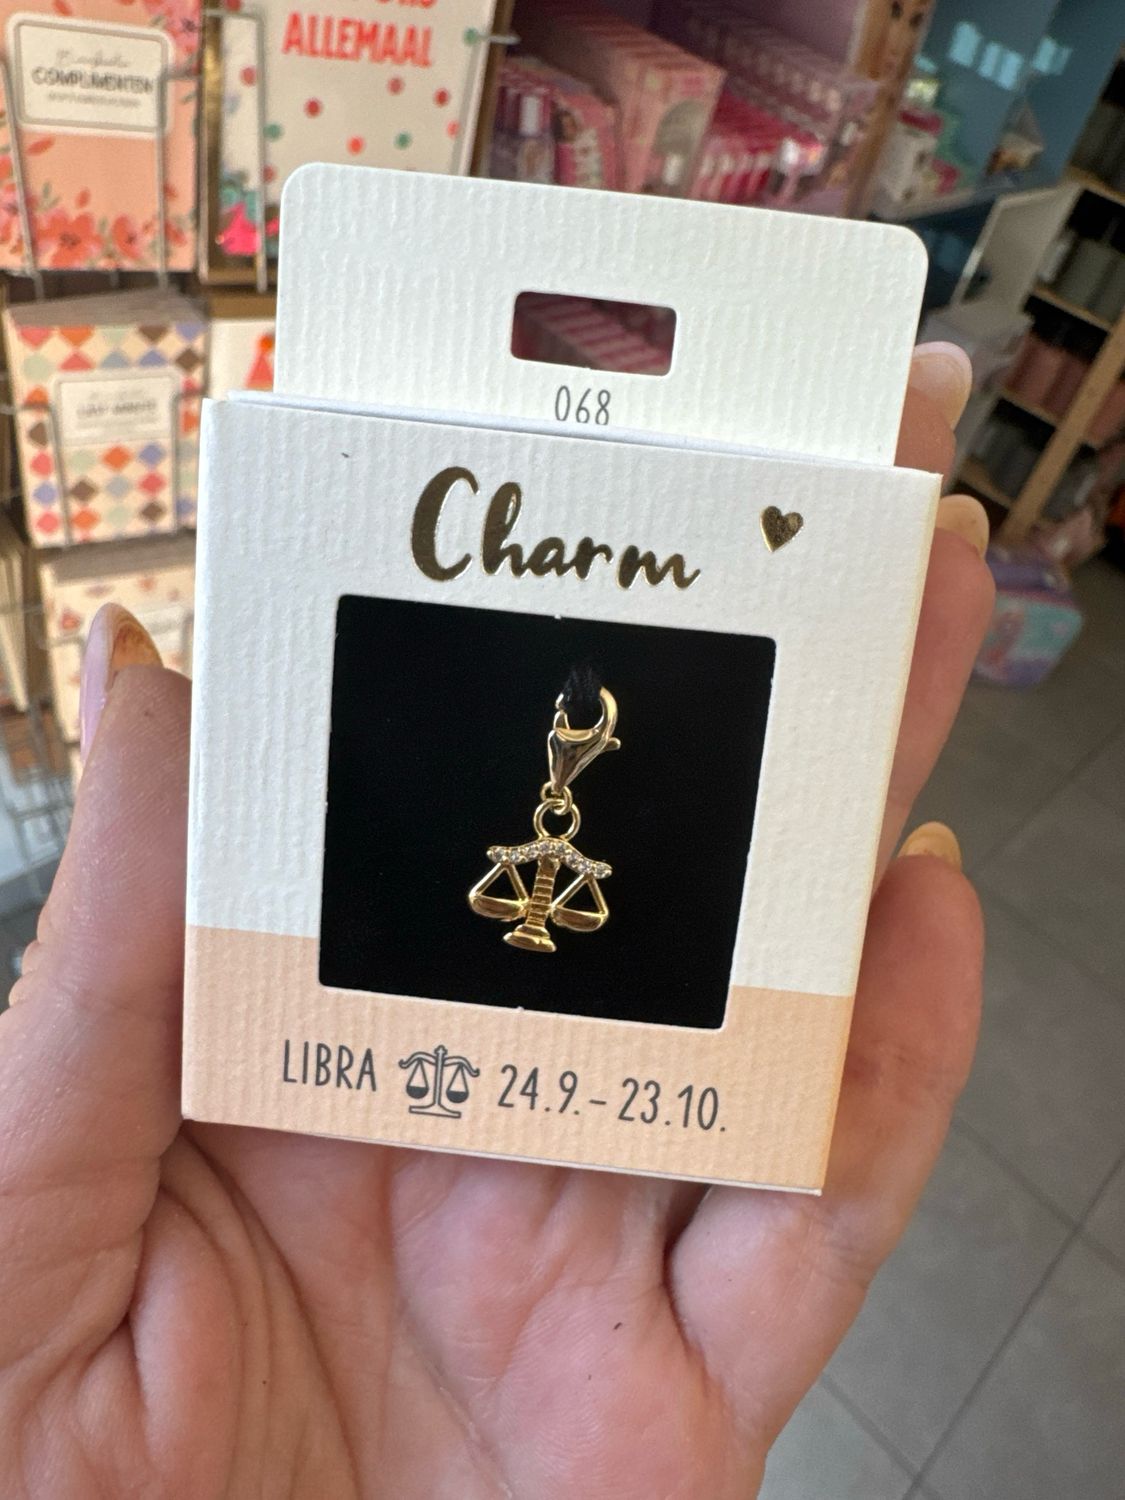 COMPLIMENTEN
ALLEMAAL
068
Charm
LIBRA 24.9. – 23.10.